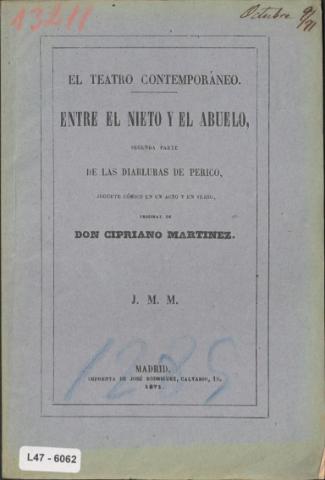 13411
Octubre 9/91
EL TEATRO CONTEMPORÁNEO.
ENTRE EL NIETO Y EL ABUELO,
SEGUNDA PARTE
DE LAS DIABLURAS DE PERICO,
JUGUETE CÓMICO EN UN ACTO Y EN VERSO,
ORIGINAL DE
DON CIPRIANO MARTINEZ.
J. M. M.
1285
MADRID.
IMPRENTA DE JOSÉ RODRIGUEZ, CALVARIO, 18.
1871.
L47 - 6062